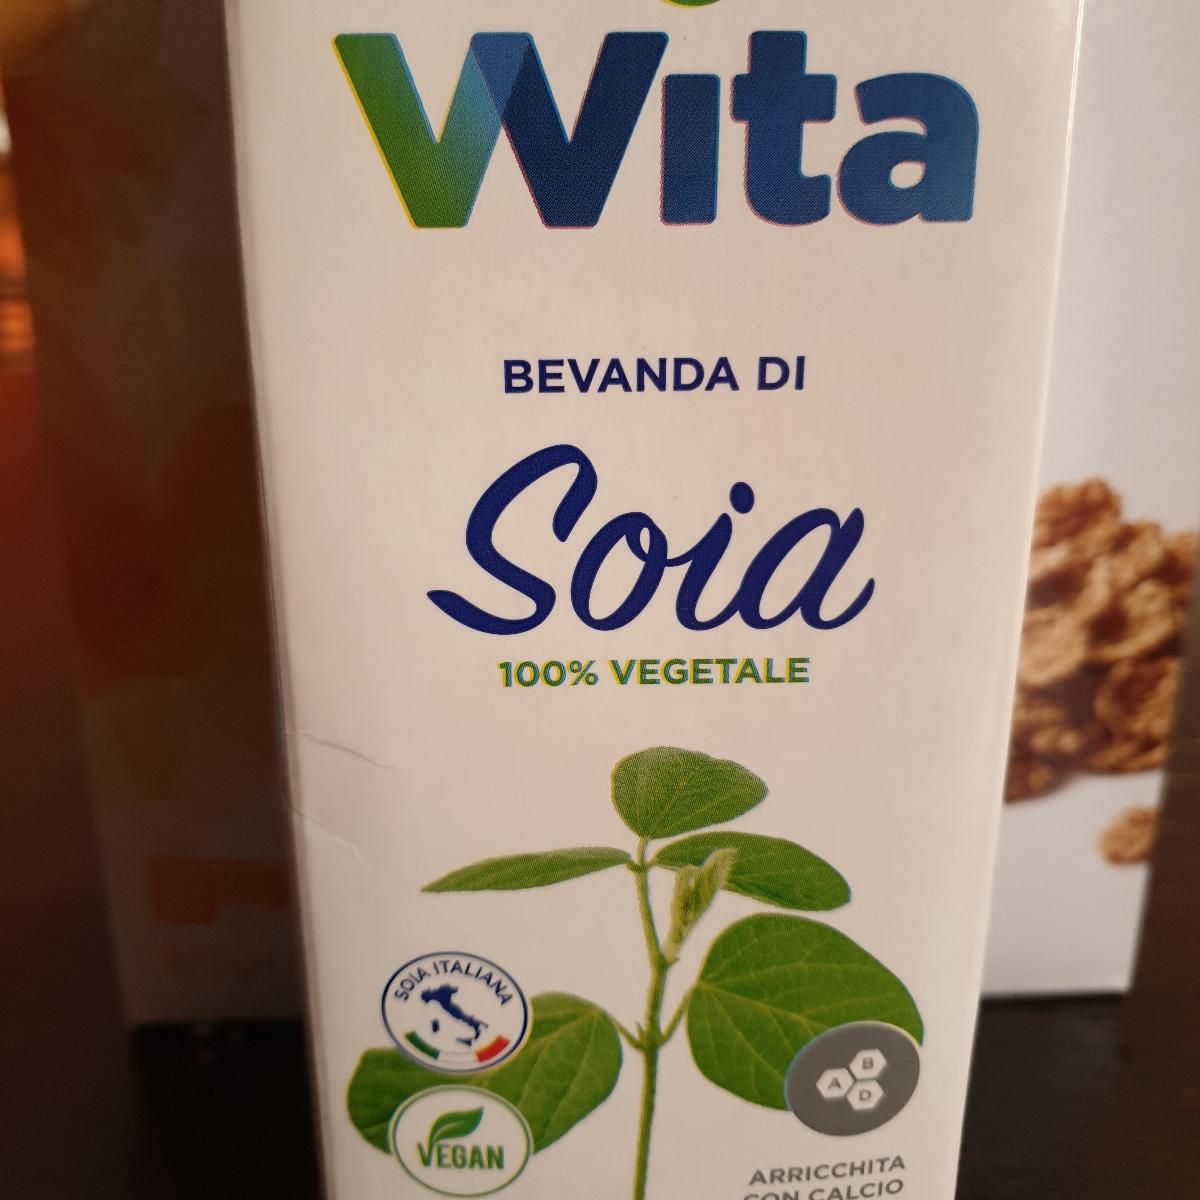 Wita
BEVANDA DI
Soia
100% VEGETALE
SOIA ITALIANA
B
A
D
VEGAN
ARRICCHITA
CON CALCIO